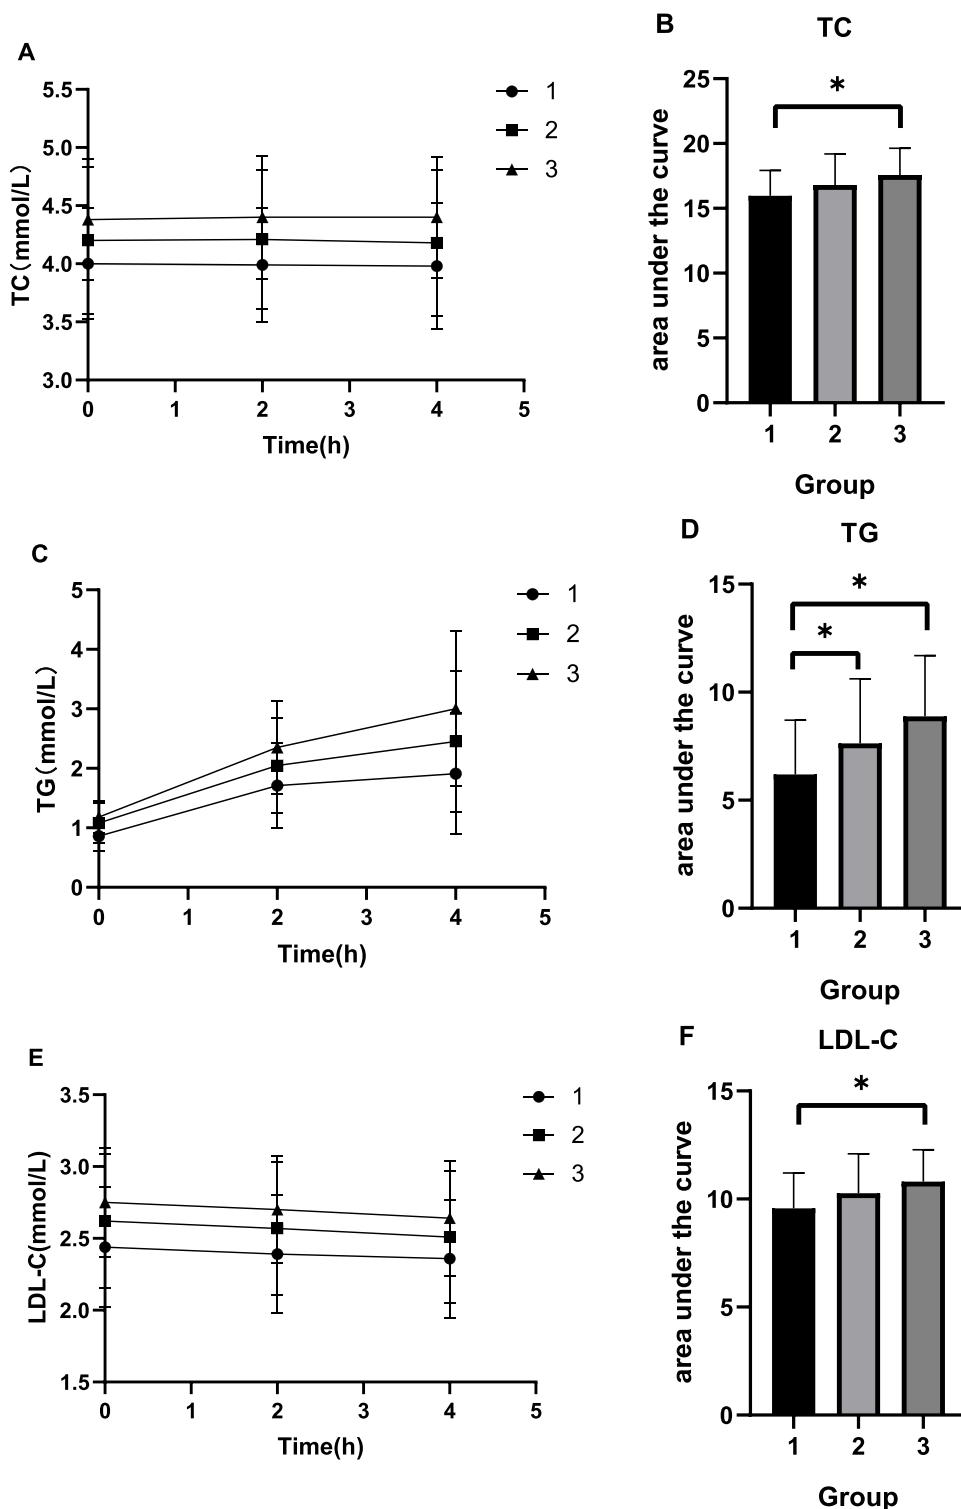 A
TC（mmol/L）
5.5
5.0
4.5
4.0
3.5
3.0
0 1 2 3 4 5
Time(h)
1
2
3
B
TC
area under the curve
25
20
15
10
5
0
*
1 2 3
Group
C
TG（mmol/L）
5
4
3
2
1
0
0 1 2 3 4 5
Time(h)
1
2
3
D
TG
area under the curve
15
10
5
0
*
*
1 2 3
Group
E
LDL-C(mmol/L)
3.5
3.0
2.5
2.0
1.5
0 1 2 3 4 5
Time(h)
1
2
3
F
LDL-C
area under the curve
15
10
5
0
*
1 2 3
Group